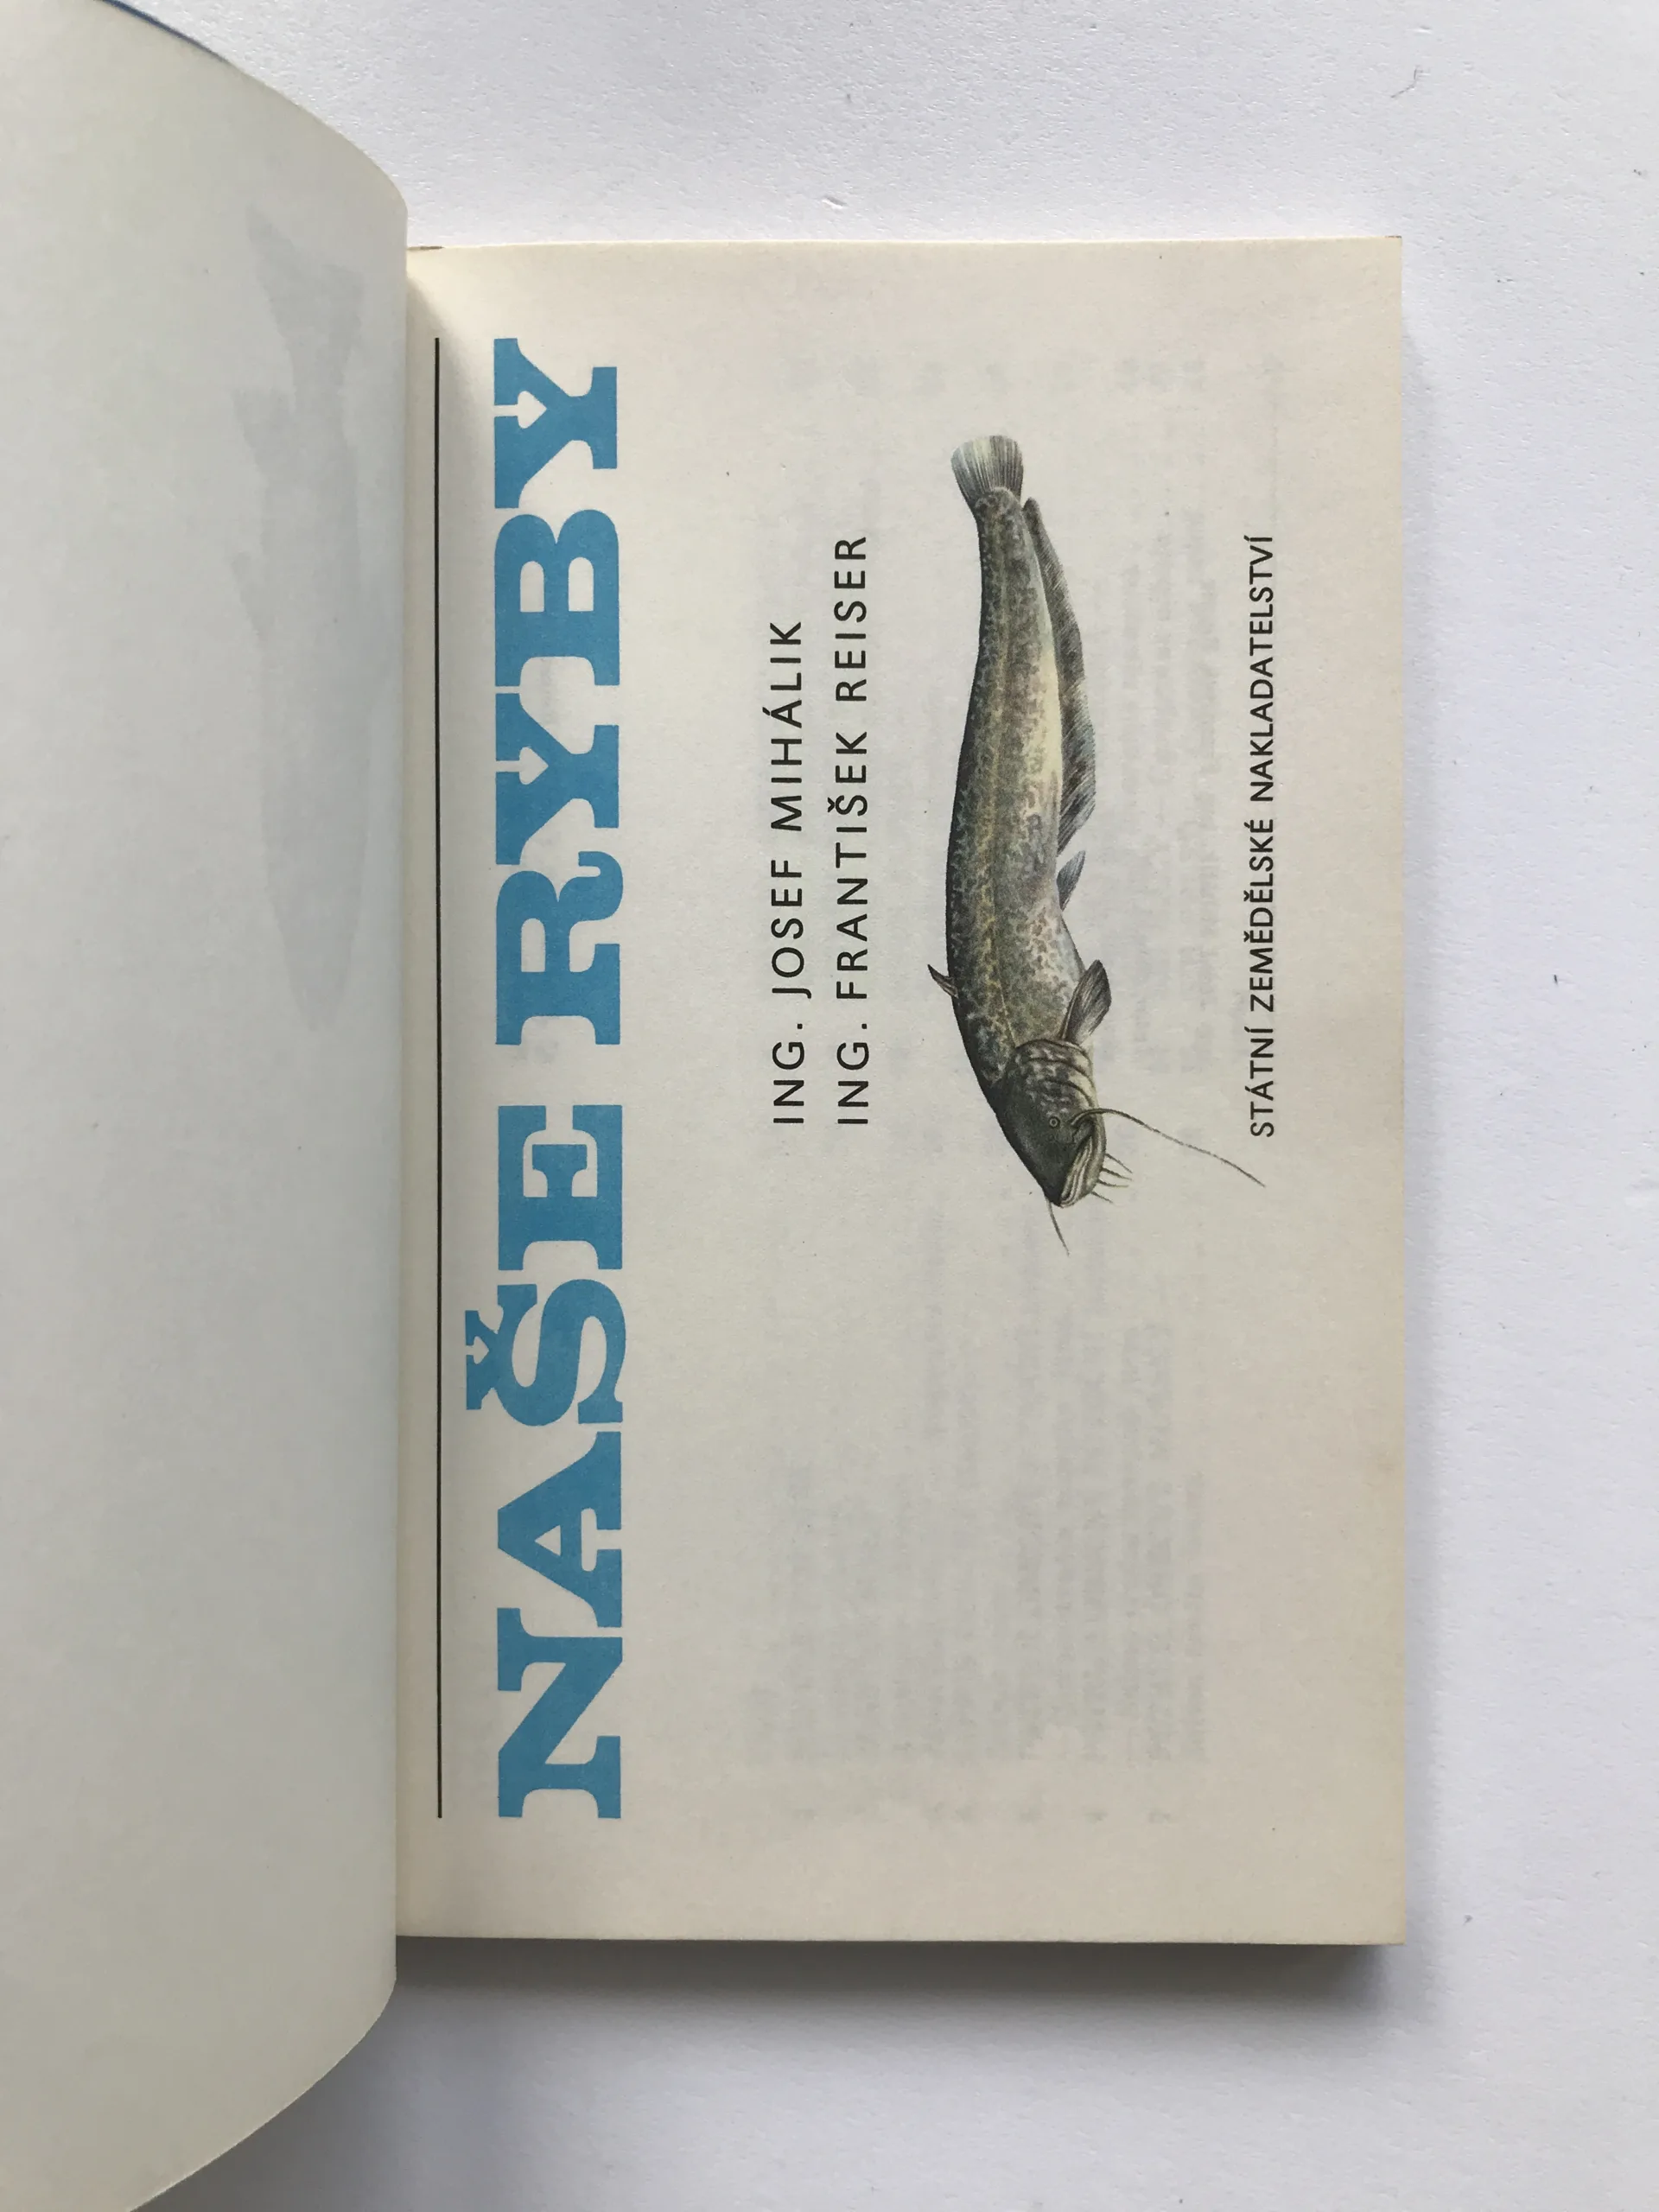 NAŠE RYBY
ING. JOSEF MIHÁLIK
ING. FRANTIŠEK REISER
STÁTNÍ ZEMĚDĚLSKÉ NAKLADATELSTVÍ